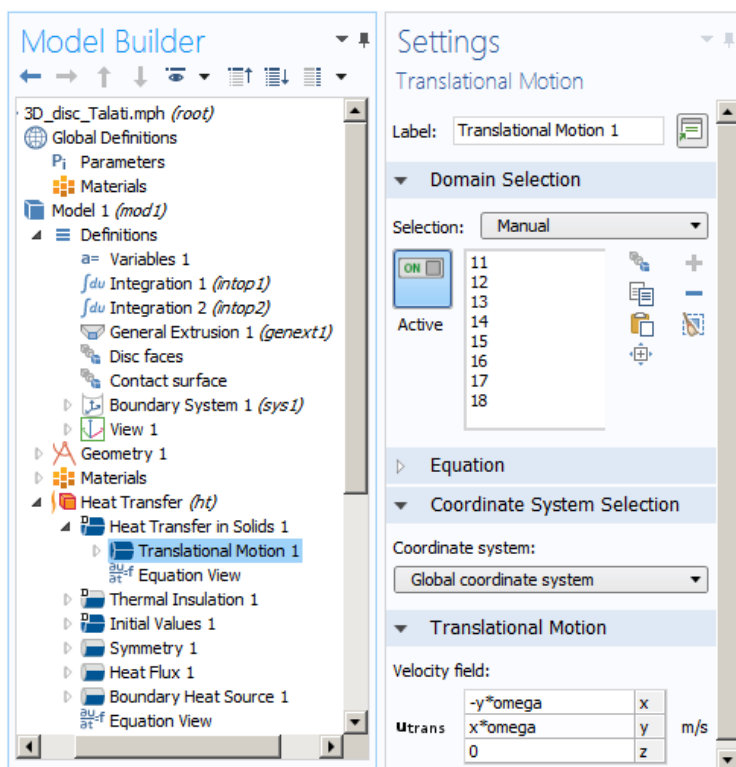 Model Builder
3D_disc_Talati.mph (root)
Global Definitions
Pi Parameters
Materials
Model 1 (mod1)
Definitions
a= Variables 1
∫du Integration 1 (intop1)
∫du Integration 2 (intop2)
General Extrusion 1 (genext1)
Disc faces
Contact surface
Boundary System 1 (sys1)
View 1
Geometry 1
Materials
Heat Transfer (ht)
D Heat Transfer in Solids 1
Translational Motion 1
∂u/∂t=f Equation View
D Thermal Insulation 1
D Initial Values 1
Symmetry 1
Heat Flux 1
Boundary Heat Source 1
∂u/∂t=f Equation View
Settings
Translational Motion
Label: Translational Motion 1
Domain Selection
Selection: Manual
ON
Active
11
12
13
14
15
16
17
18
Equation
Coordinate System Selection
Coordinate system:
Global coordinate system
Translational Motion
Velocity field:
-y*omega x
utrans x*omega y m/s
0 z